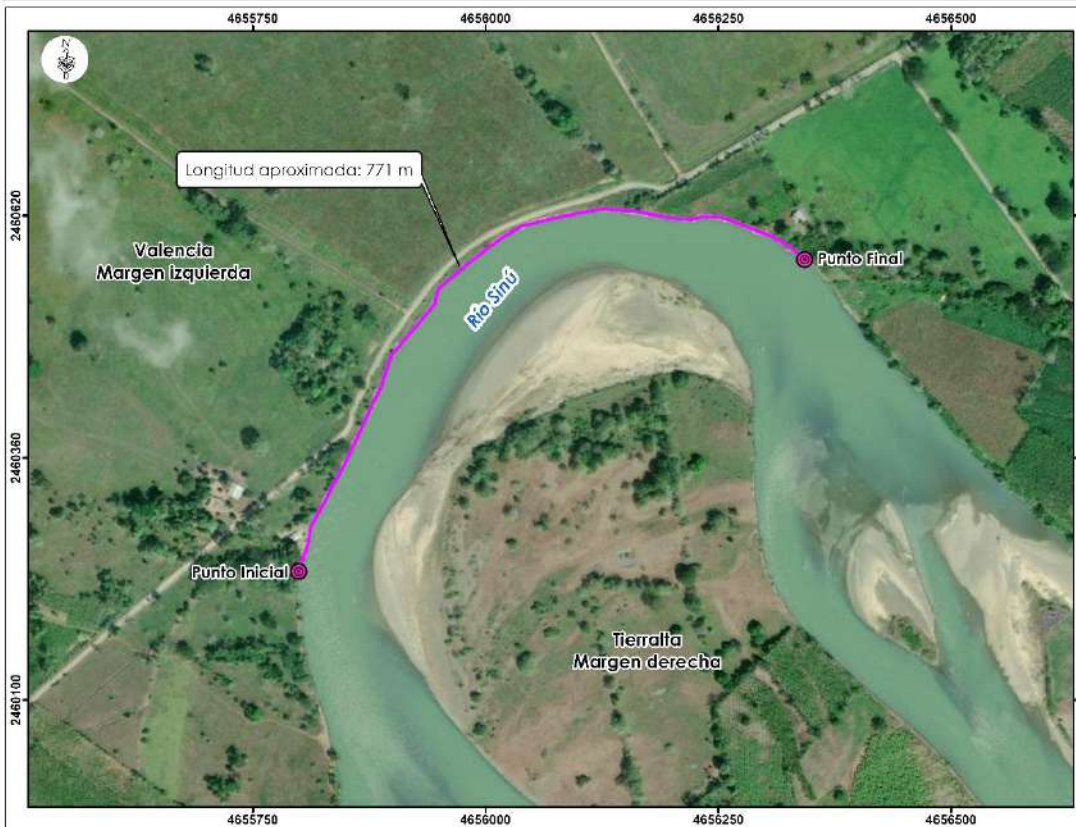 4655750 4656000 4656250 4656500
N
Longitud aproximada: 771 m
2460620
Valencia
Margen izquierda
Río Sinú
Punto Final
2460360
Punto Inicial
Tierralta
Margen derecha
2460100
4655750 4656000 4656250 4656500